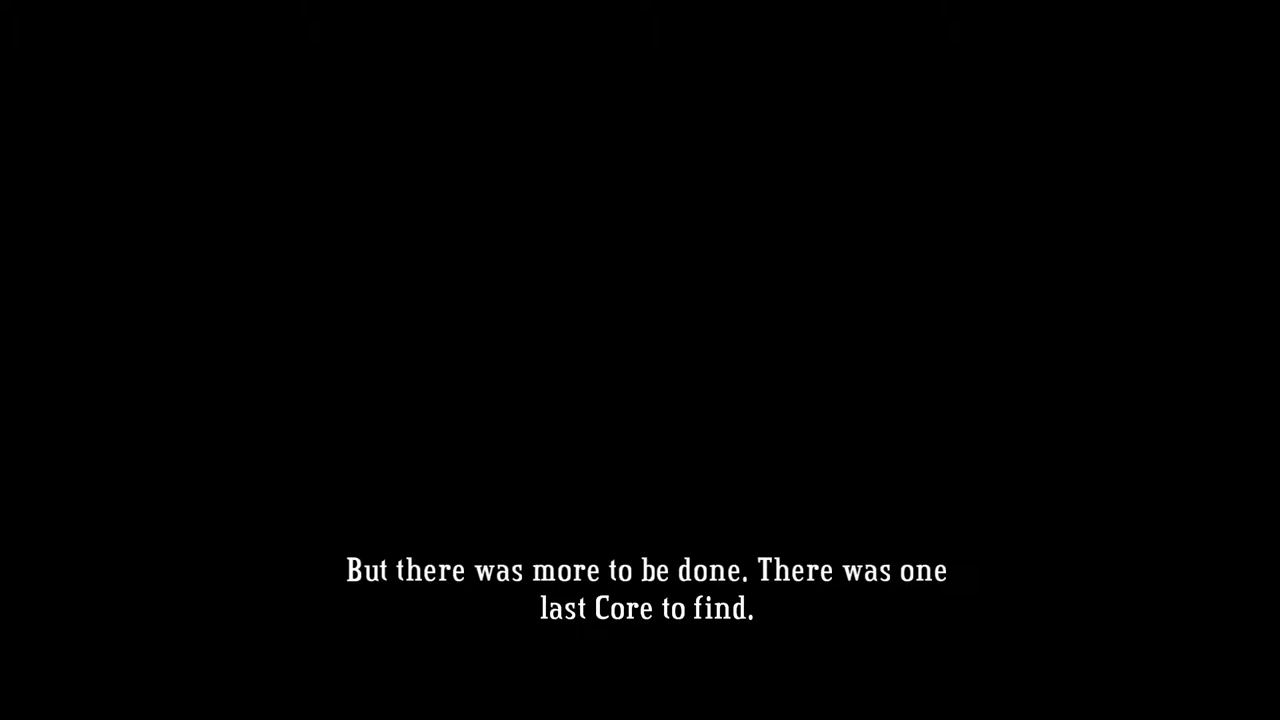 But there was more to be done. There was one
last Core to find.